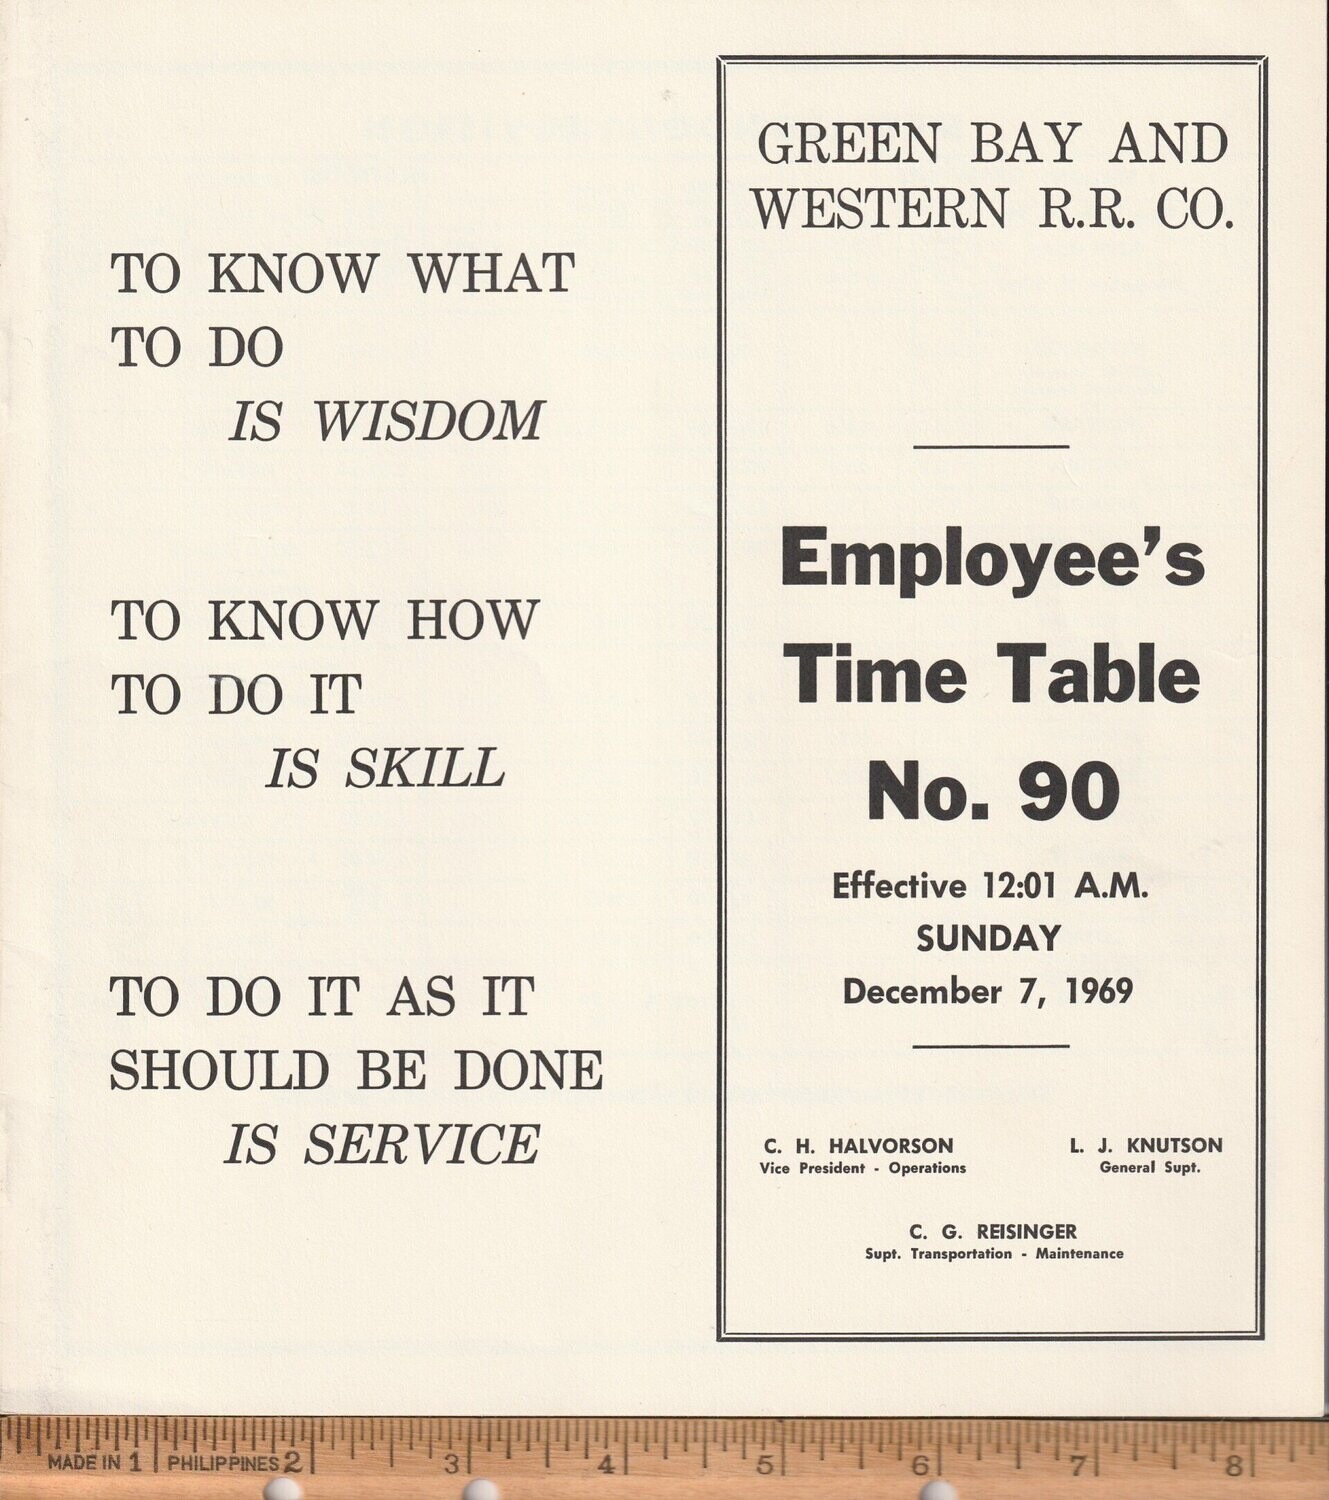 TO KNOW WHAT
TO DO
IS WISDOM
TO KNOW HOW
TO DO IT
IS SKILL
TO DO IT AS IT
SHOULD BE DONE
IS SERVICE
GREEN BAY AND
WESTERN R.R. CO.
Employee's
Time Table
No. 90
Effective 12:01 A.M.
SUNDAY
December 7, 1969
C. H. HALVORSON
Vice President - Operations
L. J. KNUTSON
General Supt.
C. G. REISINGER
Supt. Transportation - Maintenance
MADE IN 1 PHILIPPINES 2 3 4 5 6 7 8